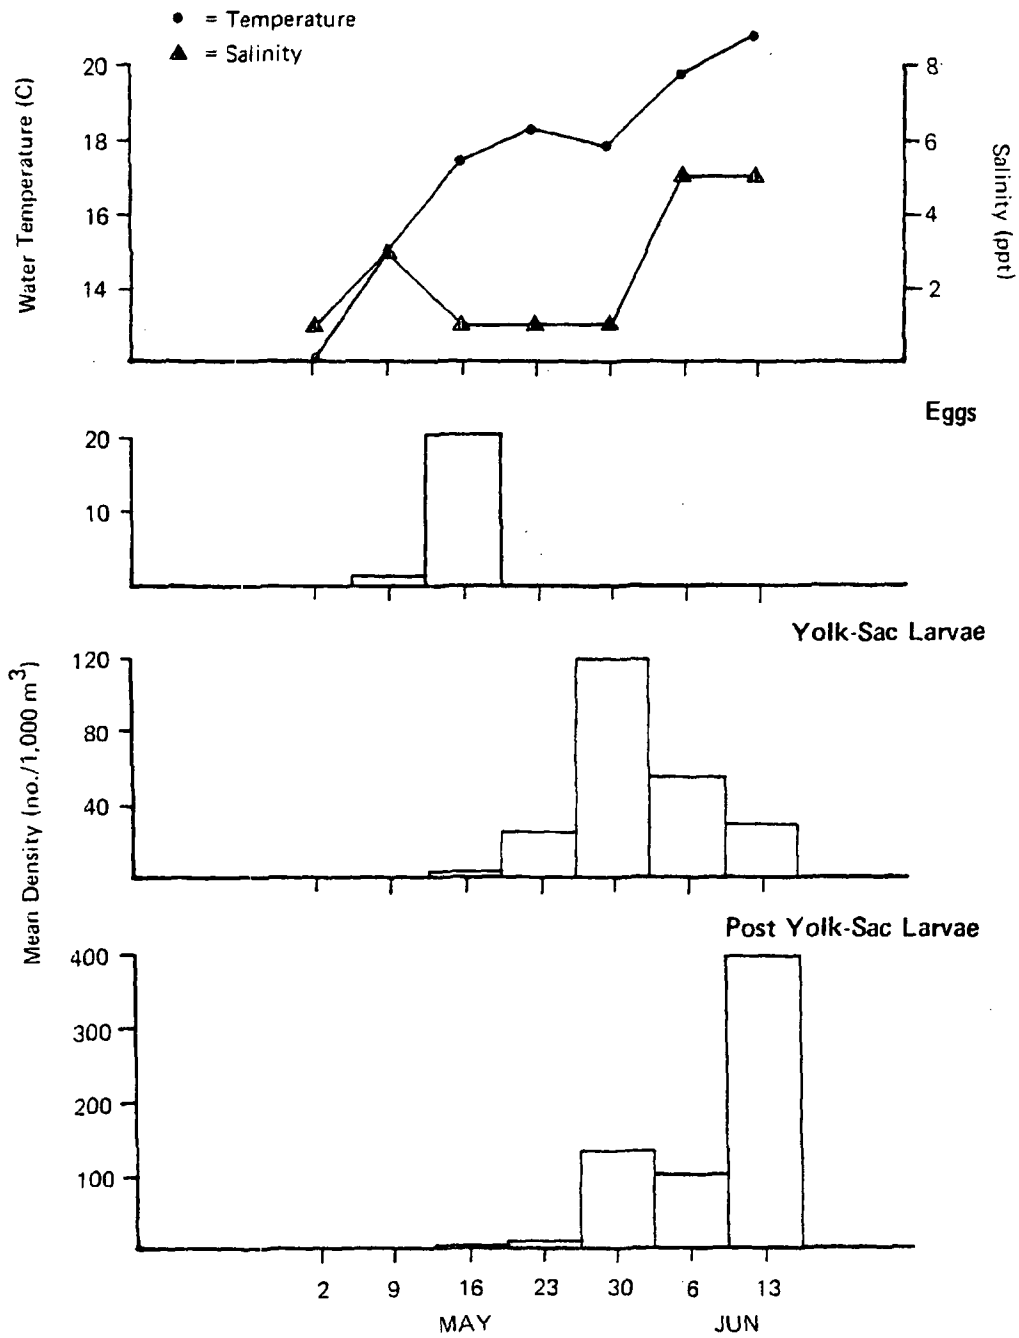 ● = Temperature
▲ = Salinity
Water Temperature (C)
20
18
16
14
8
6
4
2
Salinity (ppt)
Eggs
20
10
Yolk-Sac Larvae
120
80
40
Mean Density (no./1,000 m³)
Post Yolk-Sac Larvae
400
300
200
100
2 9 16 23 30 6 13
MAY JUN